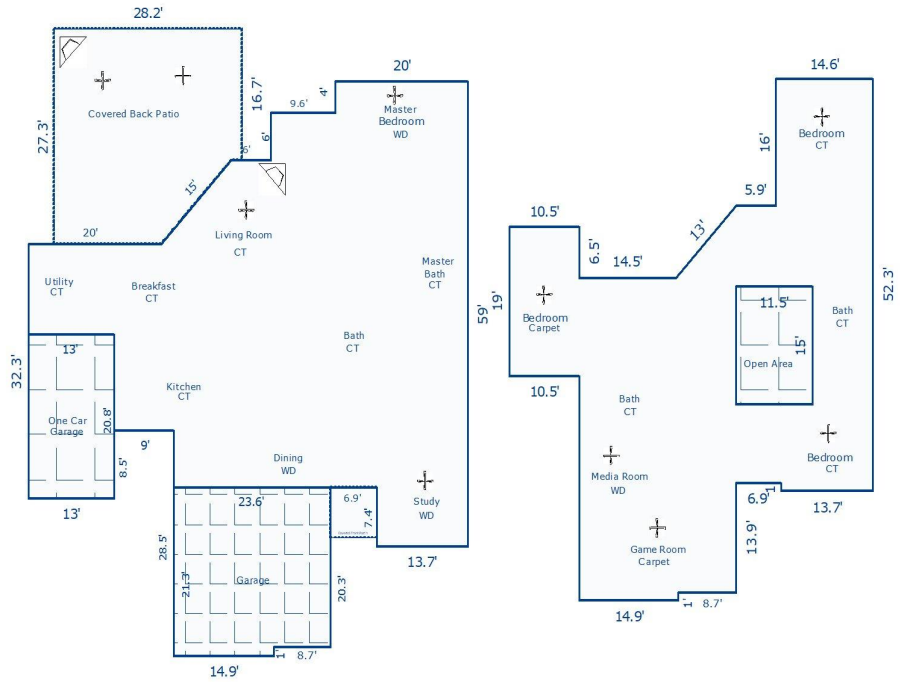 28.2'
27.3'
Covered Back Patio
16.7'
6'
6'
9.6'
4'
20'
Master
Bedroom
WD
15'
20'
Living Room
CT
Utility
CT
Breakfast
CT
Master
Bath
CT
59'
Bath
CT
32.3'
13'
One Car
Garage
20.8'
Kitchen
CT
9'
8.5'
13'
Dining
WD
23.6'
6.9'
7.4'
Study
WD
13.7'
28.5'
21.3'
Garage
20.3'
1'
8.7'
14.9'
14.6'
Bedroom
CT
16'
5.9'
13'
10.5'
6.5'
14.5'
19'
Bedroom
Carpet
10.5'
52.3'
11.5'
15'
Open Area
Bath
CT
Bath
CT
Media Room
WD
Bedroom
CT
6.9'
1'
13.7'
13.9'
Game Room
Carpet
1'
8.7'
14.9'